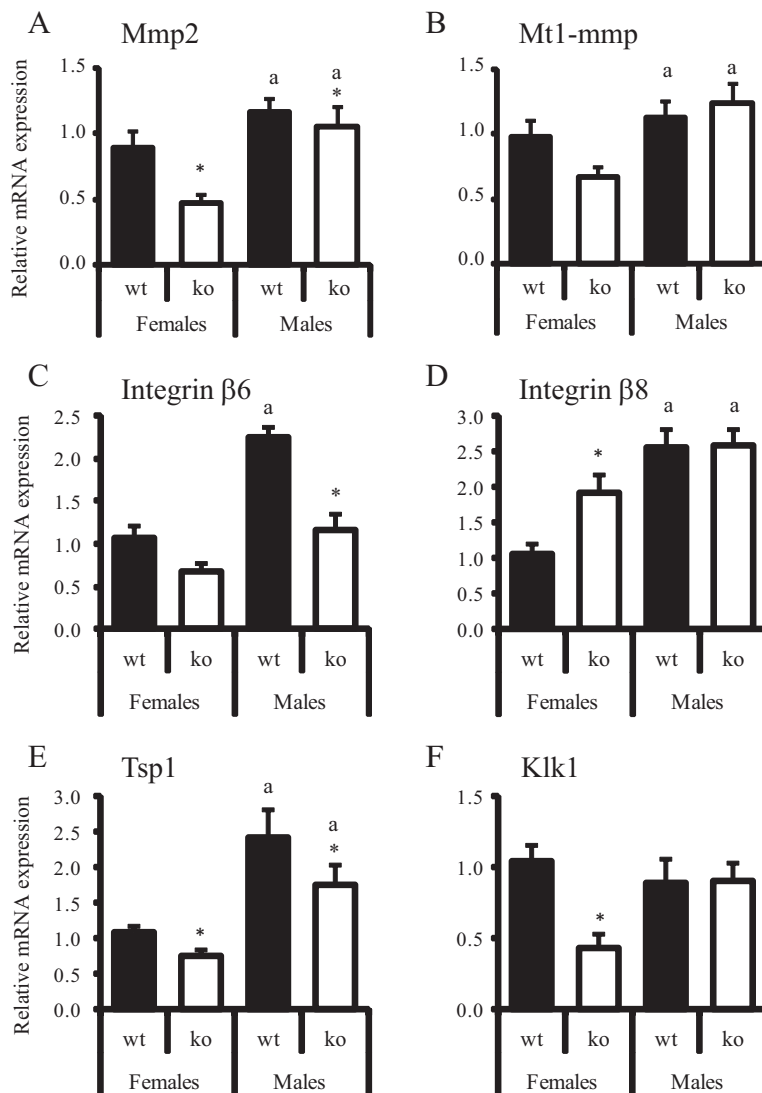 A
Mmp2
Relative mRNA expression
1.5
1.0
0.5
0.0
*
a
a
*
wt
ko
wt
ko
Females
Males
B
Mt1-mmp
1.5
1.0
0.5
0.0
a
a
wt
ko
wt
ko
Females
Males
C
Integrin β6
Relative mRNA expression
2.5
2.0
1.5
1.0
0.5
0.0
a
*
wt
ko
wt
ko
Females
Males
D
Integrin β8
3.0
2.5
2.0
1.5
1.0
0.5
0.0
*
a
a
wt
ko
wt
ko
Females
Males
E
Tsp1
Relative mRNA expression
3.0
2.5
2.0
1.5
1.0
0.5
0.0
*
a
a
*
wt
ko
wt
ko
Females
Males
F
Klk1
1.5
1.0
0.5
0.0
*
wt
ko
wt
ko
Females
Males